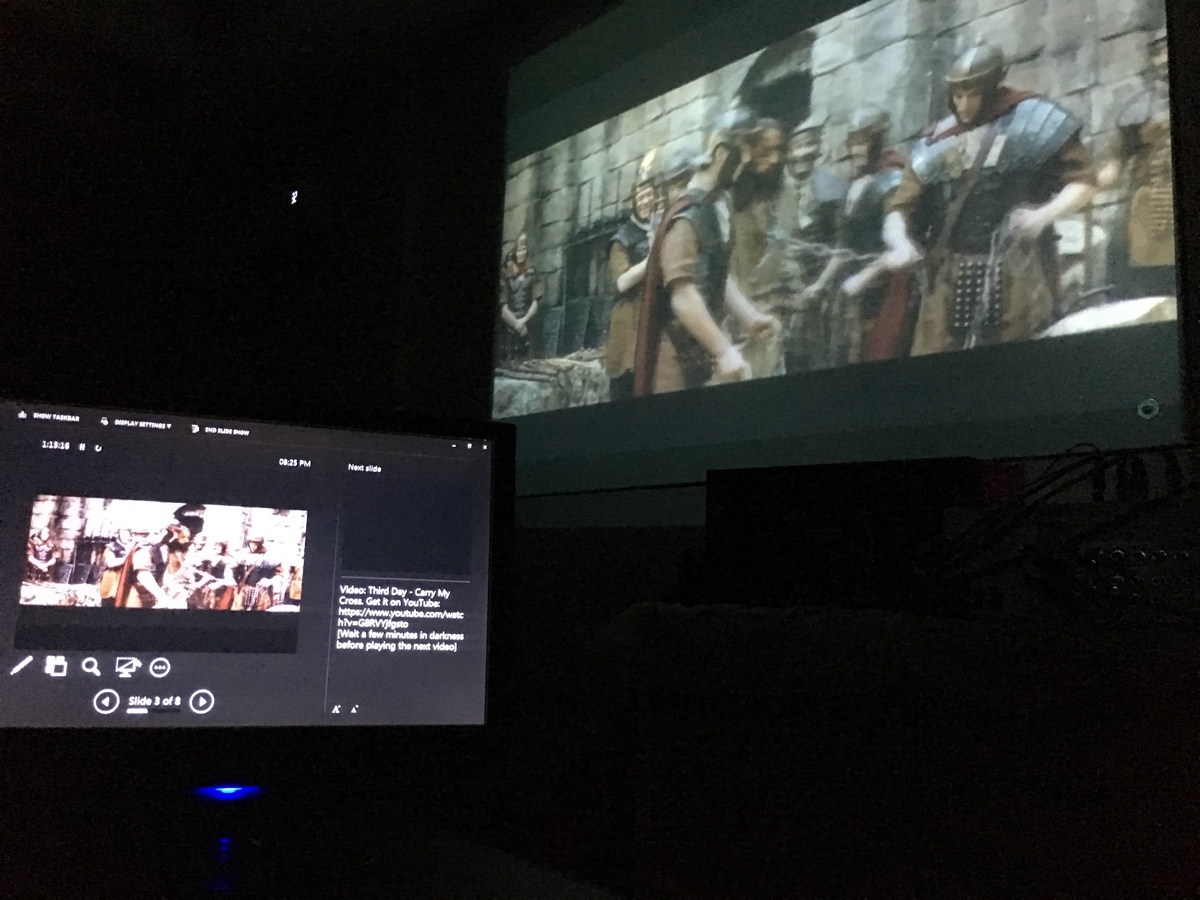 SHOW TASKBAR
DISPLAY SETTINGS ▾
END SLIDE SHOW
1:15:16
08:25 PM
Next slide
Video: Third Day - Carry My
Cross. Get it on YouTube:
https://www.youtube.com/watc
h?v=G8RVYJfgsto
[Wait a few minutes in darkness
before playing the next video]
Slide 3 of 8
A A